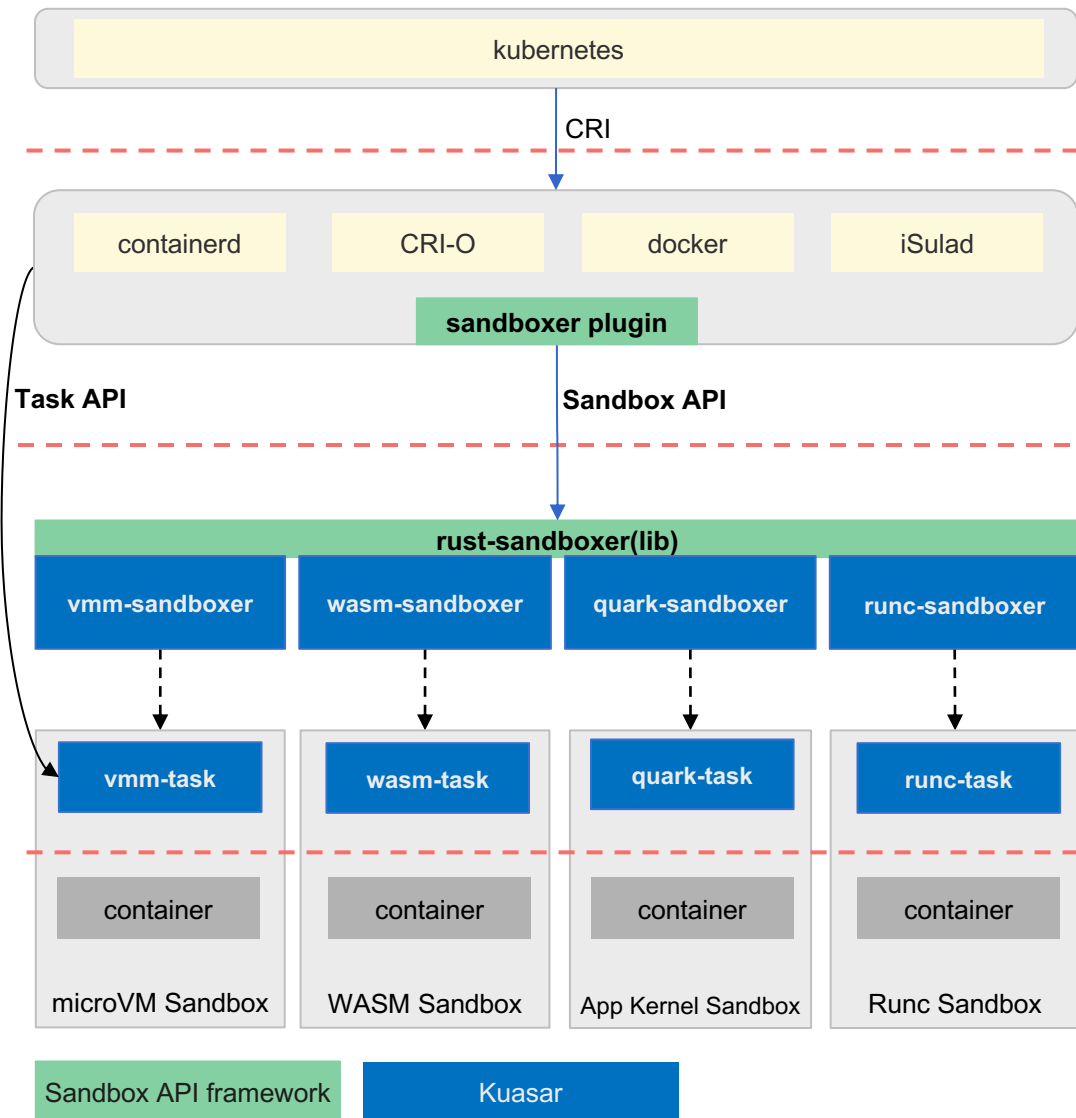 kubernetes
CRI
containerd
CRI-O
docker
iSulad
sandboxer plugin
Task API
Sandbox API
rust-sandboxer(lib)
vmm-sandboxer
wasm-sandboxer
quark-sandboxer
runc-sandboxer
vmm-task
wasm-task
quark-task
runc-task
container
container
container
container
microVM Sandbox
WASM Sandbox
App Kernel Sandbox
Runc Sandbox
Sandbox API framework
Kuasar